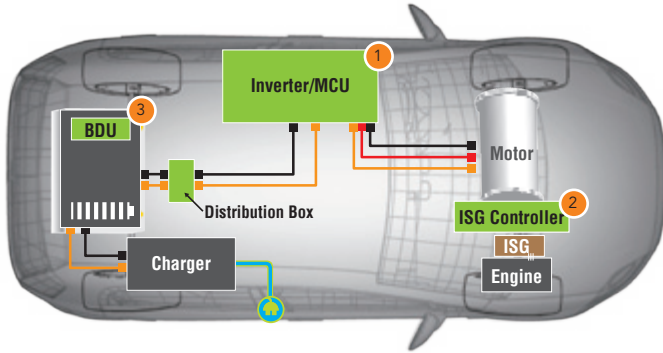 1
Inverter/MCU
3
BDU
Motor
Distribution Box
2
ISG Controller
ISG
Charger
Engine